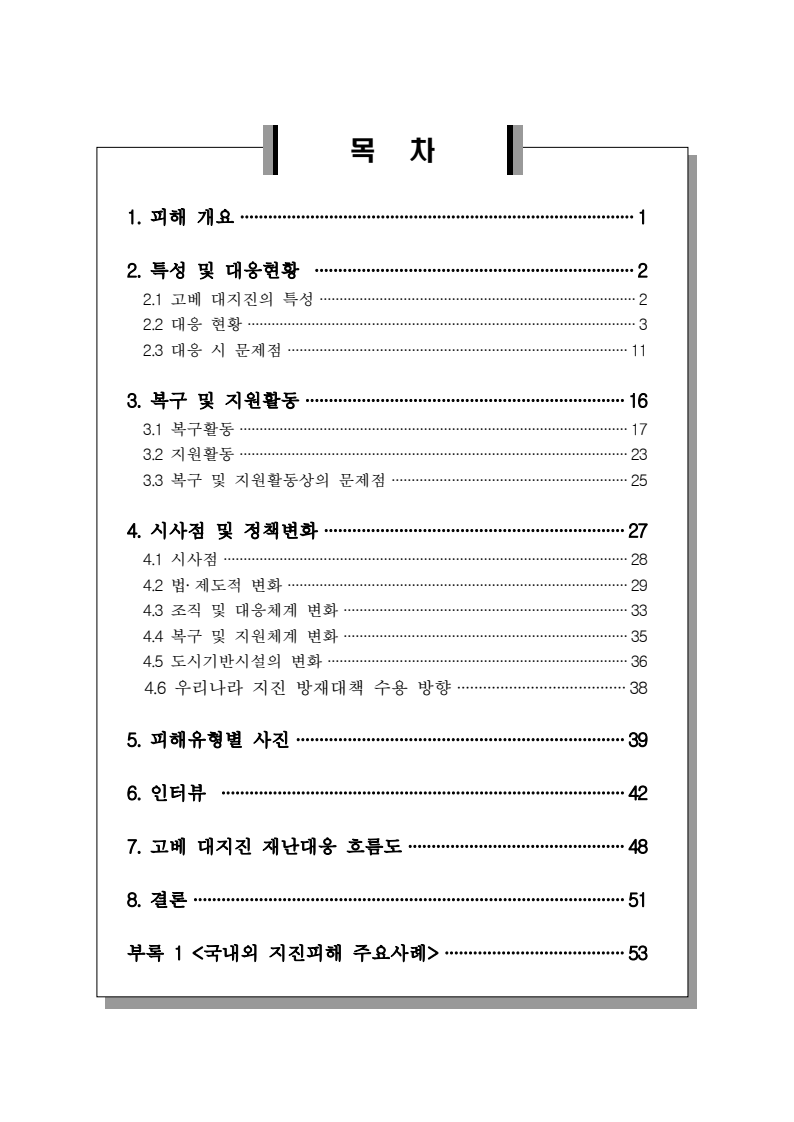 목 차
1. 피해 개요 ······ 1
2. 특성 및 대응현황 ······ 2
2.1 고베 대지진의 특성 ······ 2
2.2 대응 현황 ······ 3
2.3 대응 시 문제점 ······ 11
3. 복구 및 지원활동 ······ 16
3.1 복구활동 ······ 17
3.2 지원활동 ······ 23
3.3 복구 및 지원활동상의 문제점 ······ 25
4. 시사점 및 정책변화 ······ 27
4.1 시사점 ······ 28
4.2 법·제도적 변화 ······ 29
4.3 조직 및 대응체계 변화 ······ 33
4.4 복구 및 지원체계 변화 ······ 35
4.5 도시기반시설의 변화 ······ 36
4.6 우리나라 지진 방재대책 수용 방향 ······ 38
5. 피해유형별 사진 ······ 39
6. 인터뷰 ······ 42
7. 고베 대지진 재난대응 흐름도 ······ 48
8. 결론 ······ 51
부록 1 <국내외 지진피해 주요사례> ······ 53